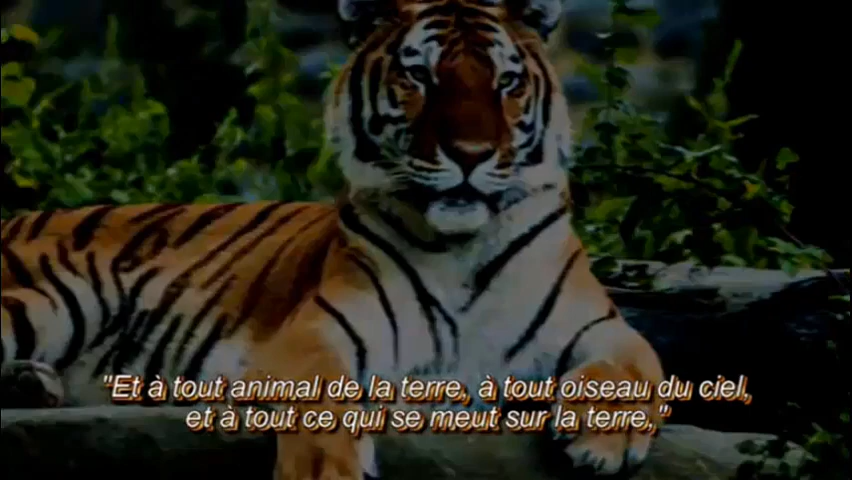 "Et à tout animal de la terre, à tout oiseau du ciel,
et à tout ce qui se meut sur la terre,"